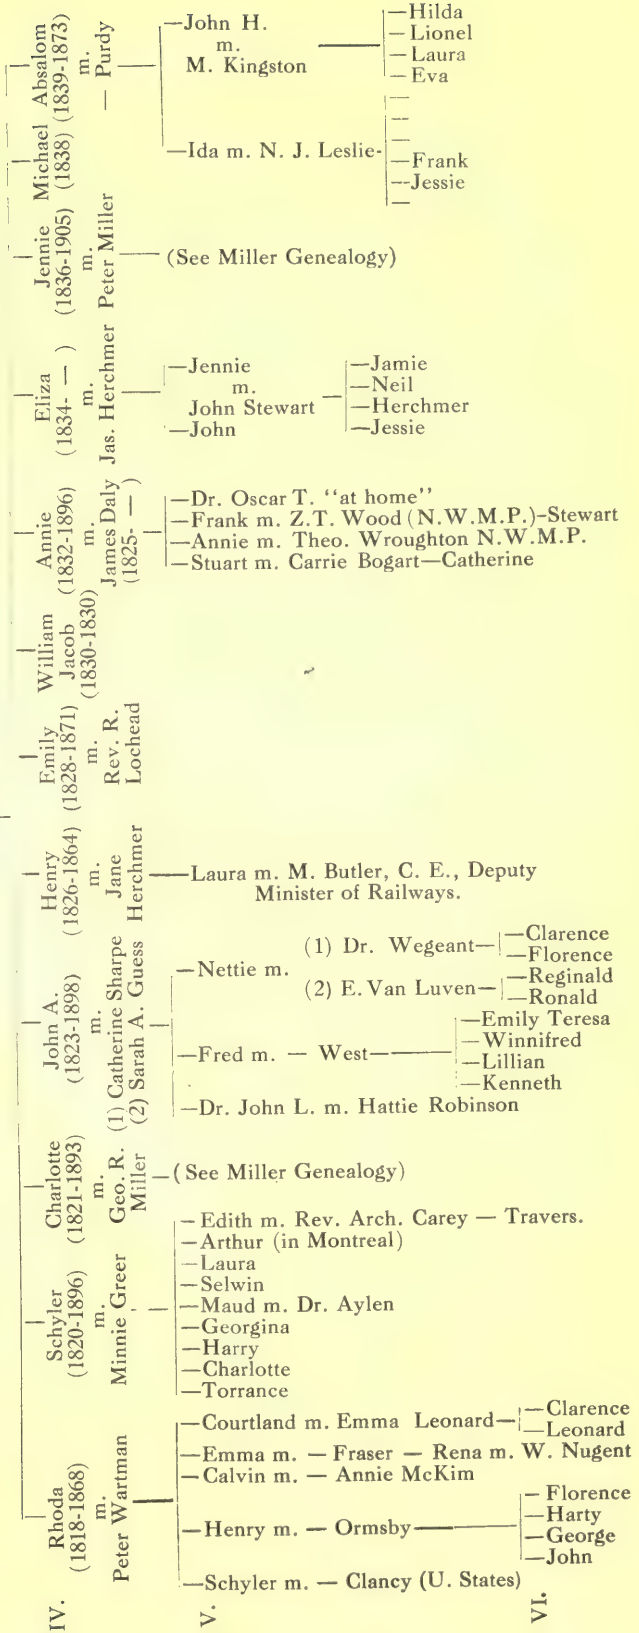 Absalom
(1839-1873)
m.
— Purdy
—John H.
m.
M. Kingston
—Hilda
—Lionel
—Laura
—Eva
—Ida m. N. J. Leslie-
—
—
—
—Frank
—Jessie
—
Michael
(1838)
Jennie
(1836-1905)
m.
Peter Miller
(See Miller Genealogy)
Eliza
(1834- — )
m.
Jas. Herchmer
—Jennie
m.
John Stewart
—John
—Jamie
—Neil
—Herchmer
—Jessie
Annie
(1832-1896)
m.
James Daly
(1825- — )
—Dr. Oscar T. "at home"
—Frank m. Z.T. Wood (N.W.M.P.)-Stewart
—Annie m. Theo. Wroughton N.W.M.P.
—Stuart m. Carrie Bogart—Catherine
William
Jacob
(1830-1830)
Emily
(1828-1871)
m.
Rev. R.
Lochead
Henry
(1826-1864)
m.
Jane
Herchmer
—Laura m. M. Butler, C. E., Deputy
Minister of Railways.
John A.
(1823-1898)
m.
(1) Catherine Sharpe
(2) Sarah A. Guess
—Nettie m.
(1) Dr. Wegeant—
—Clarence
—Florence
(2) E. Van Luven—
—Reginald
—Ronald
—Fred m. — West—
—Emily Teresa
—Winnifred
—Lillian
—Kenneth
—Dr. John L. m. Hattie Robinson
Charlotte
(1821-1893)
m.
Geo. R.
Miller
—(See Miller Genealogy)
Schyler
(1820-1896)
m.
Minnie Greer
— Edith m. Rev. Arch. Carey — Travers.
—Arthur (in Montreal)
—Laura
—Selwin
—Maud m. Dr. Aylen
—Georgina
—Harry
—Charlotte
—Torrance
Rhoda
(1818-1868)
m.
Peter Wartman
—Courtland m. Emma Leonard—
—Clarence
—Leonard
—Emma m. — Fraser — Rena m. W. Nugent
—Calvin m. — Annie McKim
—Henry m. — Ormsby—
— Florence
—Harty
—George
—John
—Schyler m. — Clancy (U. States)
IV.
V.
VI.